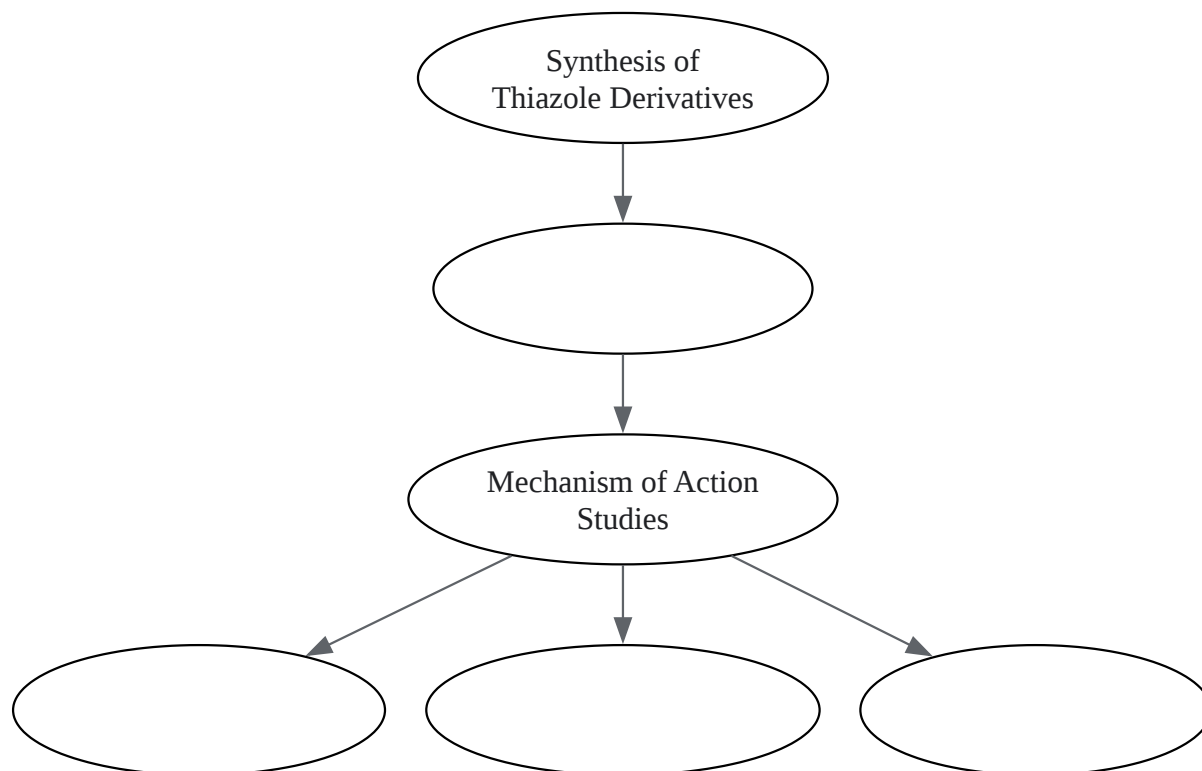 Synthesis of
Thiazole Derivatives
Mechanism of Action
Studies